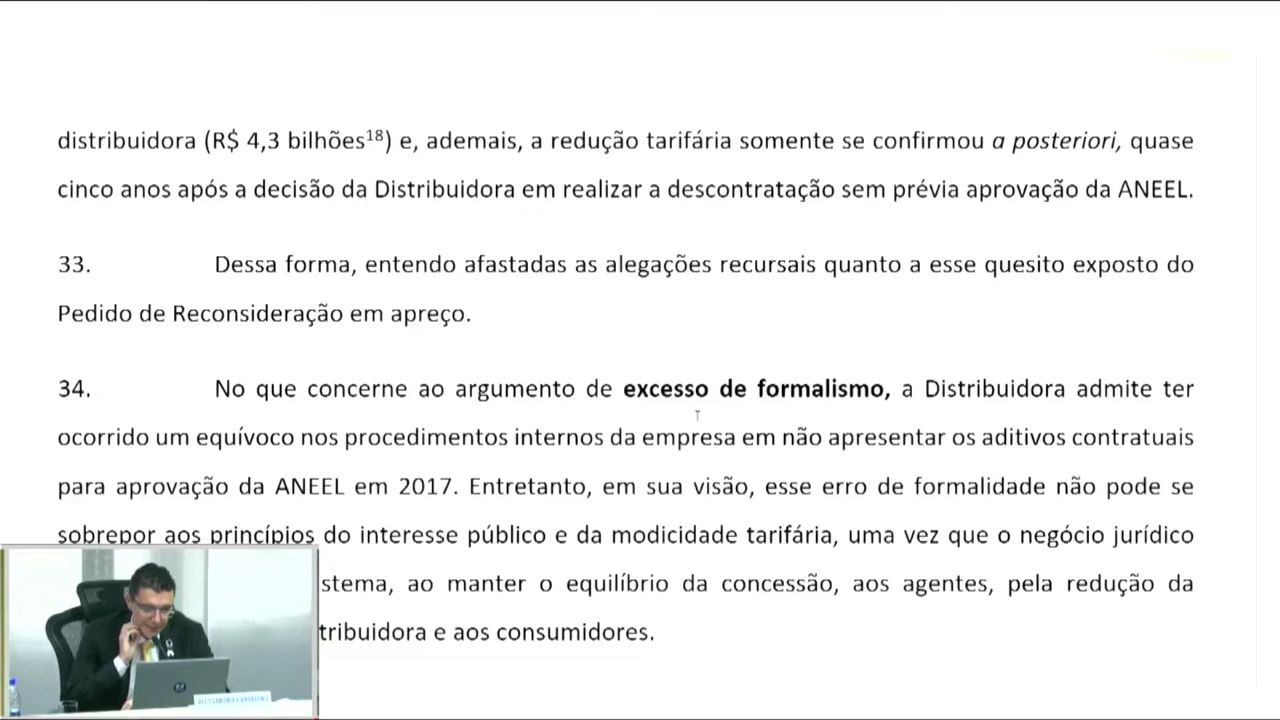 distribuidora (R$ 4,3 bilhões18) e, ademais, a redução tarifária somente se confirmou a posteriori, quase
cinco anos após a decisão da Distribuidora em realizar a descontratação sem prévia aprovação da ANEEL.
33. Dessa forma, entendo afastadas as alegações recursais quanto a esse quesito exposto do
Pedido de Reconsideração em apreço.
34. No que concerne ao argumento de excesso de formalismo, a Distribuidora admite ter
ocorrido um equívoco nos procedimentos internos da empresa em não apresentar os aditivos contratuais
para aprovação da ANEEL em 2017. Entretanto, em sua visão, esse erro de formalidade não pode se
sobrepor aos princípios do interesse público e da modicidade tarifária, uma vez que o negócio jurídico
stema, ao manter o equilíbrio da concessão, aos agentes, pela redução da
tribuidora e aos consumidores.